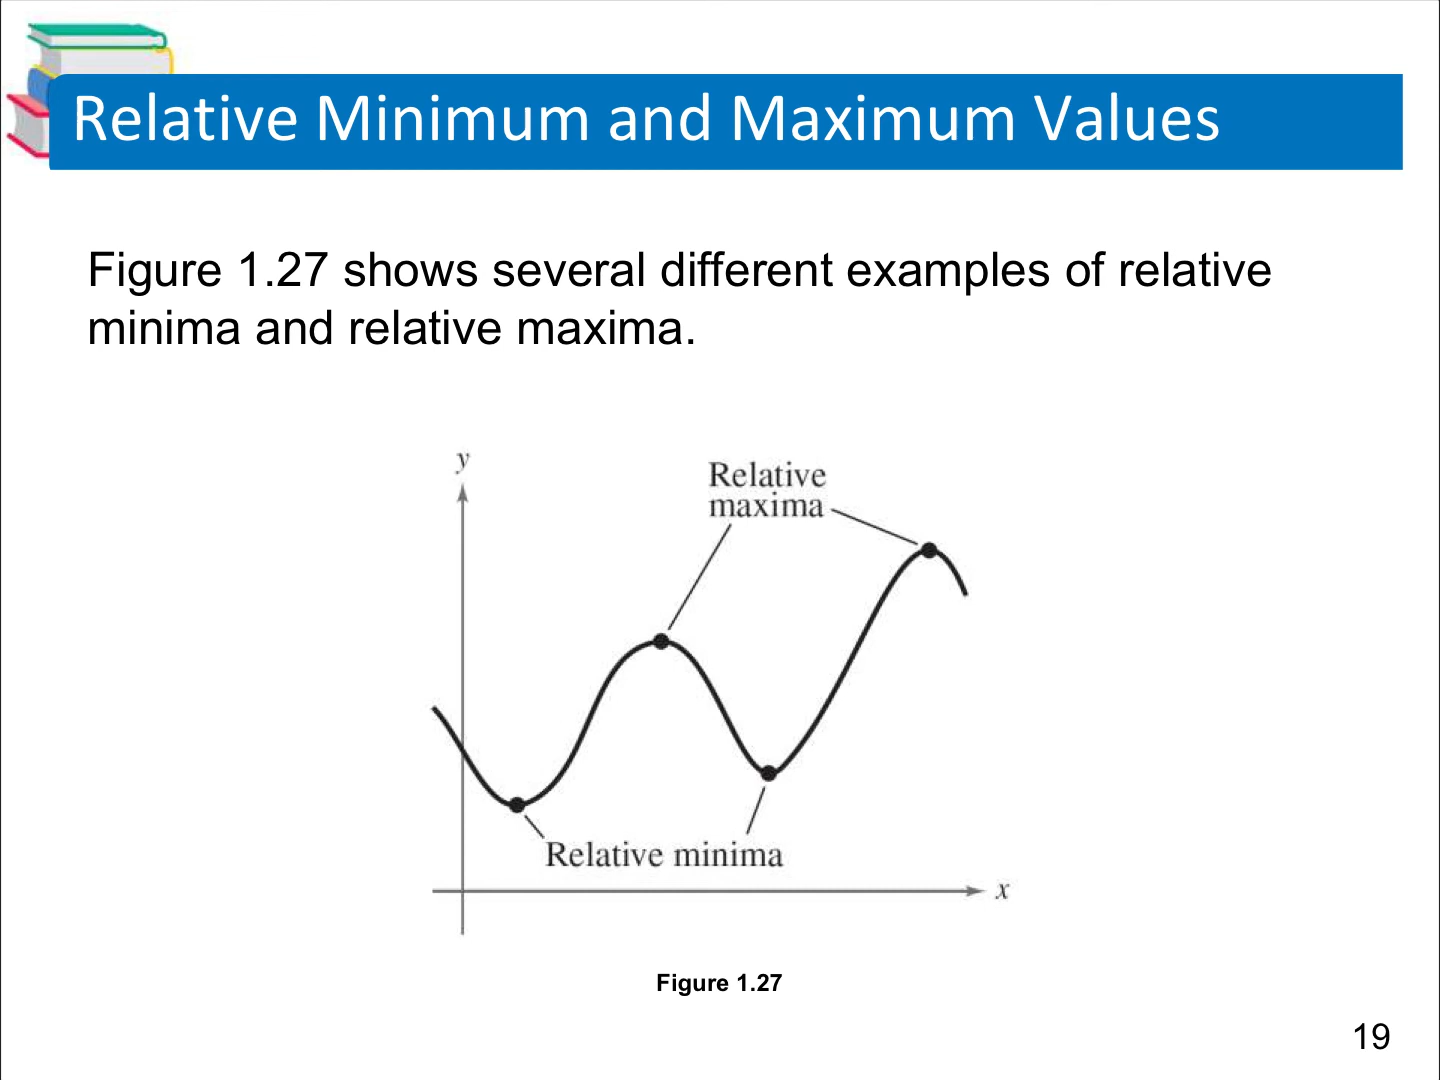 Relative Minimum and Maximum Values
Figure 1.27 shows several different examples of relative
minima and relative maxima.
y
Relative
maxima
Relative minima
x
Figure 1.27
19